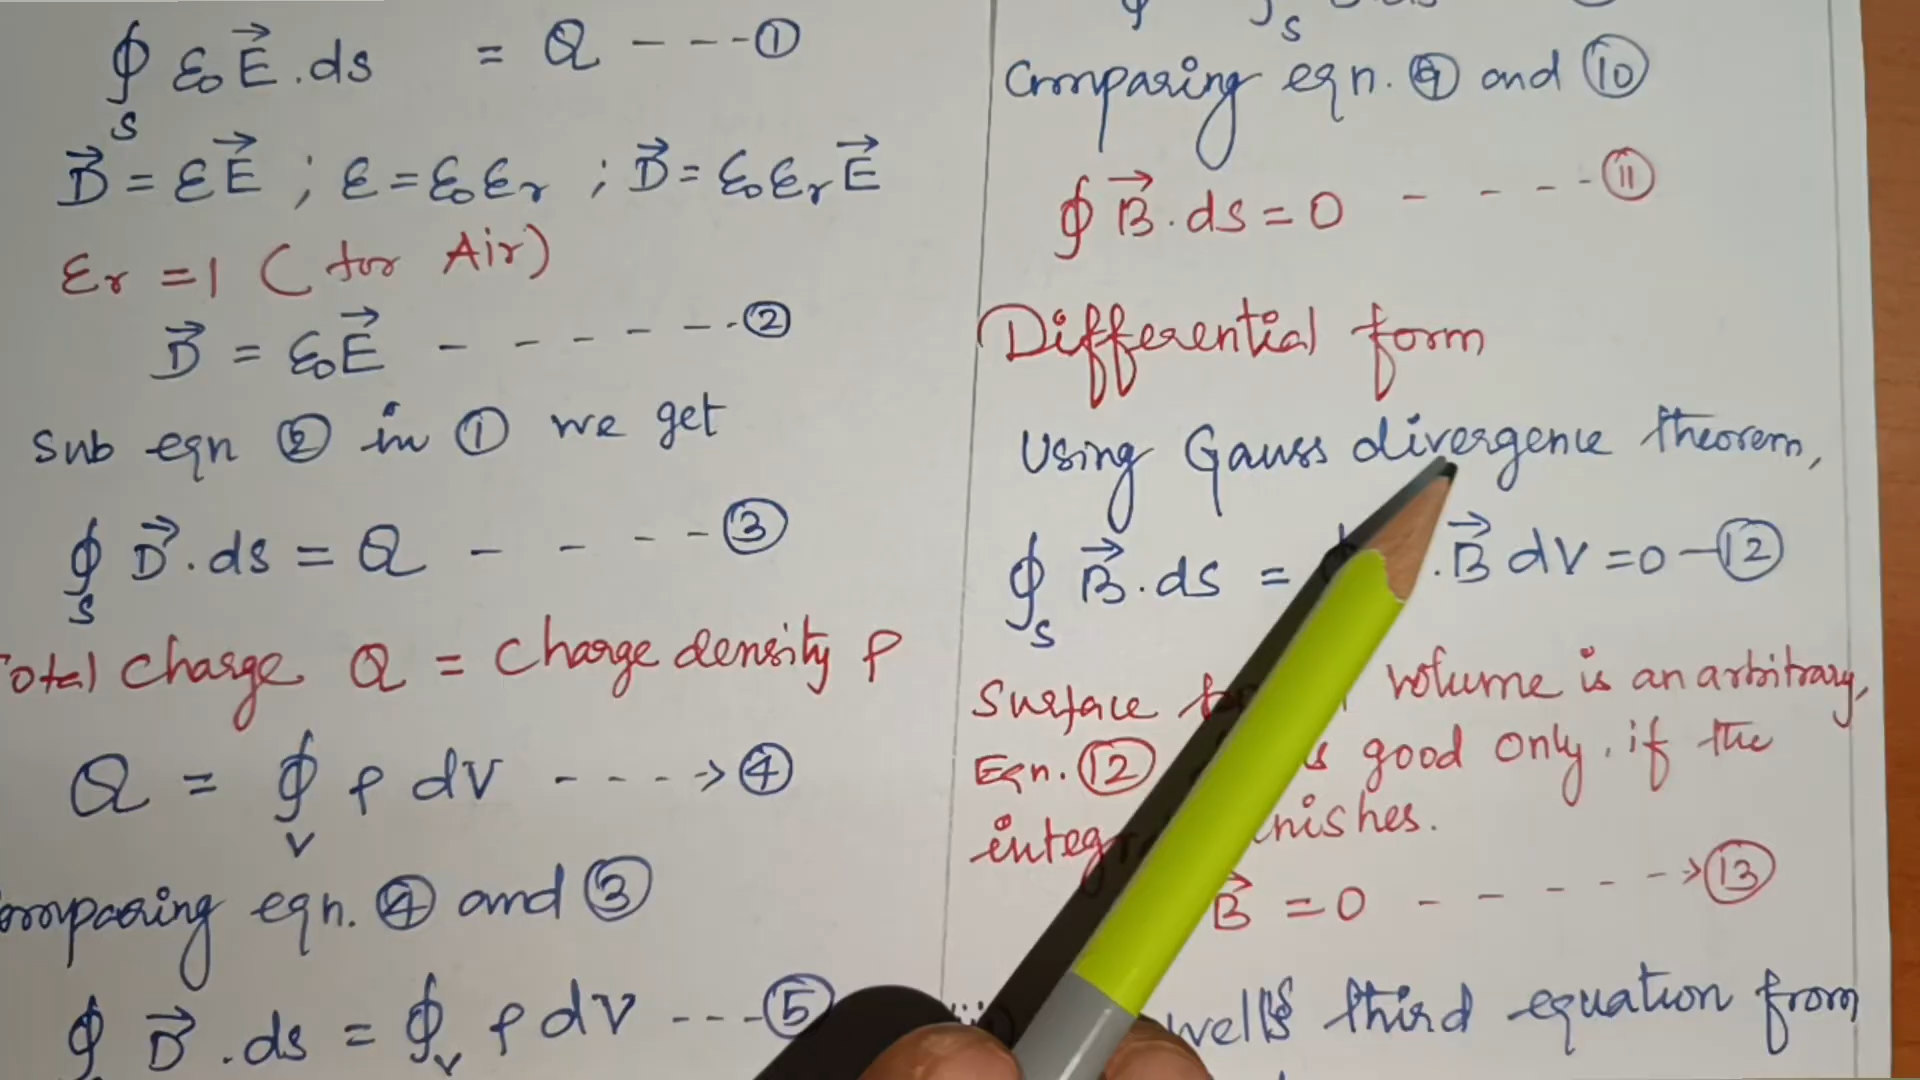 ∮s ε₀E⃗.ds = Q ----①
D⃗ = εE⃗ ; ε = ε₀εr ; D⃗ = ε₀εrE⃗
εr = 1 (for Air)
D⃗ = ε₀E⃗ ------②
Sub eqn ② in ① we get
∮s D⃗.ds = Q ----③
otal charge Q = charge density ρ
Q = ∮v ρ dV ---->④
omparing eqn. ④ and ③
∮ D⃗.ds = ∮v ρ dV ---⑤
Comparing eqn. ⑨ and ⑩
∮ B⃗.ds = 0 ----⑪
Differential form
Using Gauss divergence theorem,
∮s B⃗.ds = .B⃗ dV = 0 —⑫
Surface volume is an arbitrary,
Eqn. ⑫ good only, if the
B⃗ = 0 ----->⑬
well's third equation from